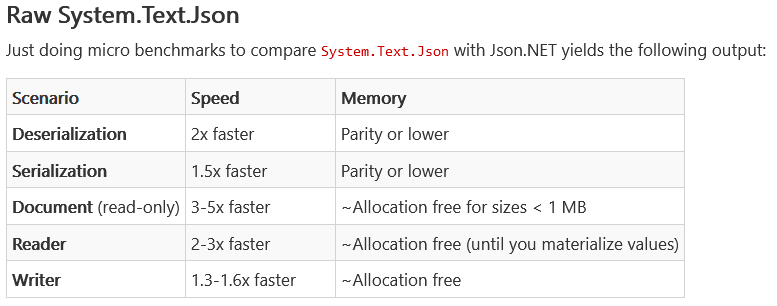 Raw System.Text.Json
Just doing micro benchmarks to compare System.Text.Json with Json.NET yields the following output:
Scenario Speed Memory
Deserialization 2x faster Parity or lower
Serialization 1.5x faster Parity or lower
Document (read-only) 3-5x faster ~Allocation free for sizes < 1 MB
Reader 2-3x faster ~Allocation free (until you materialize values)
Writer 1.3-1.6x faster ~Allocation free